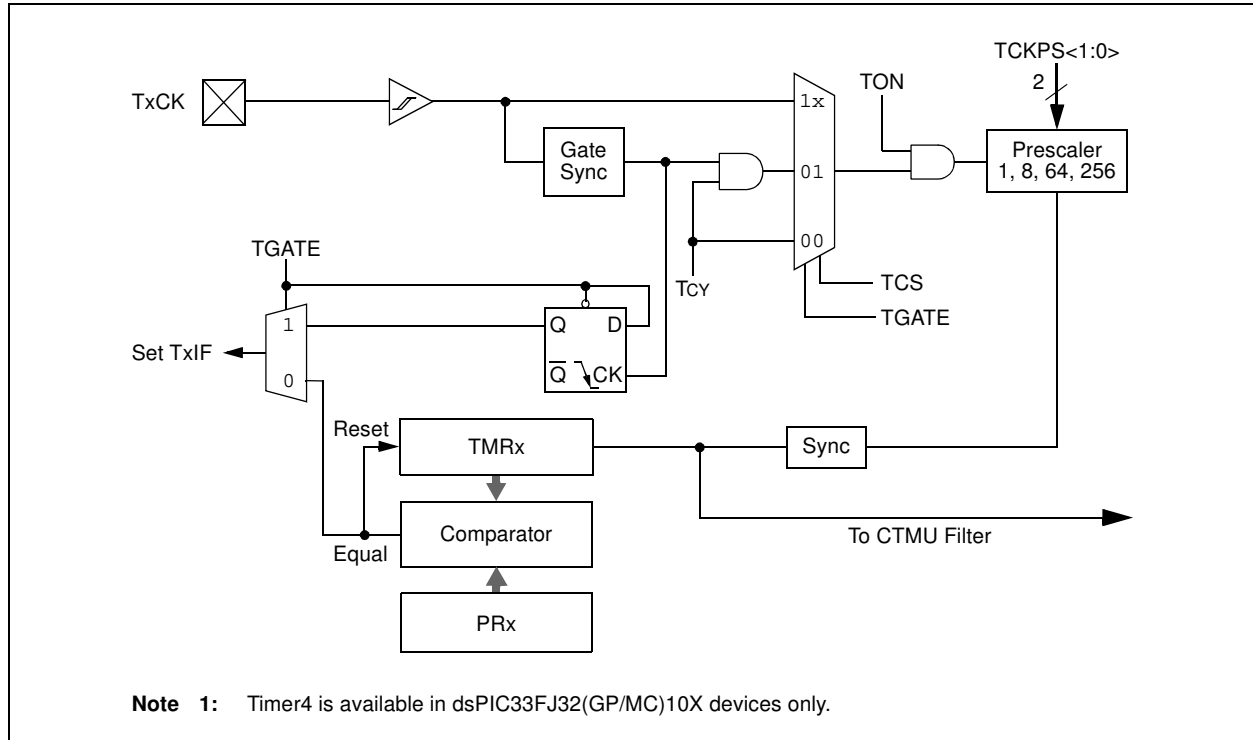 TCKPS<1:0>
2
TON
TxCK
1x
Gate
Sync
Prescaler
1, 8, 64, 256
01
00
TGATE
TCY
TCS
TGATE
1
Q D
Set TxIF
0
Q CK
Reset
TMRx
Sync
Comparator
Equal
To CTMU Filter
PRx
Note 1: Timer4 is available in dsPIC33FJ32(GP/MC)10X devices only.